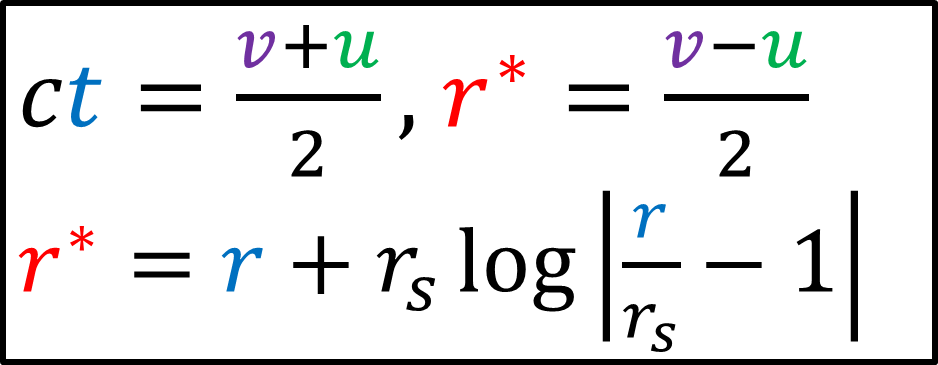 ct = (v+u)/2 , r* = (v−u)/2
r* = r + r_s log |r/r_s − 1|